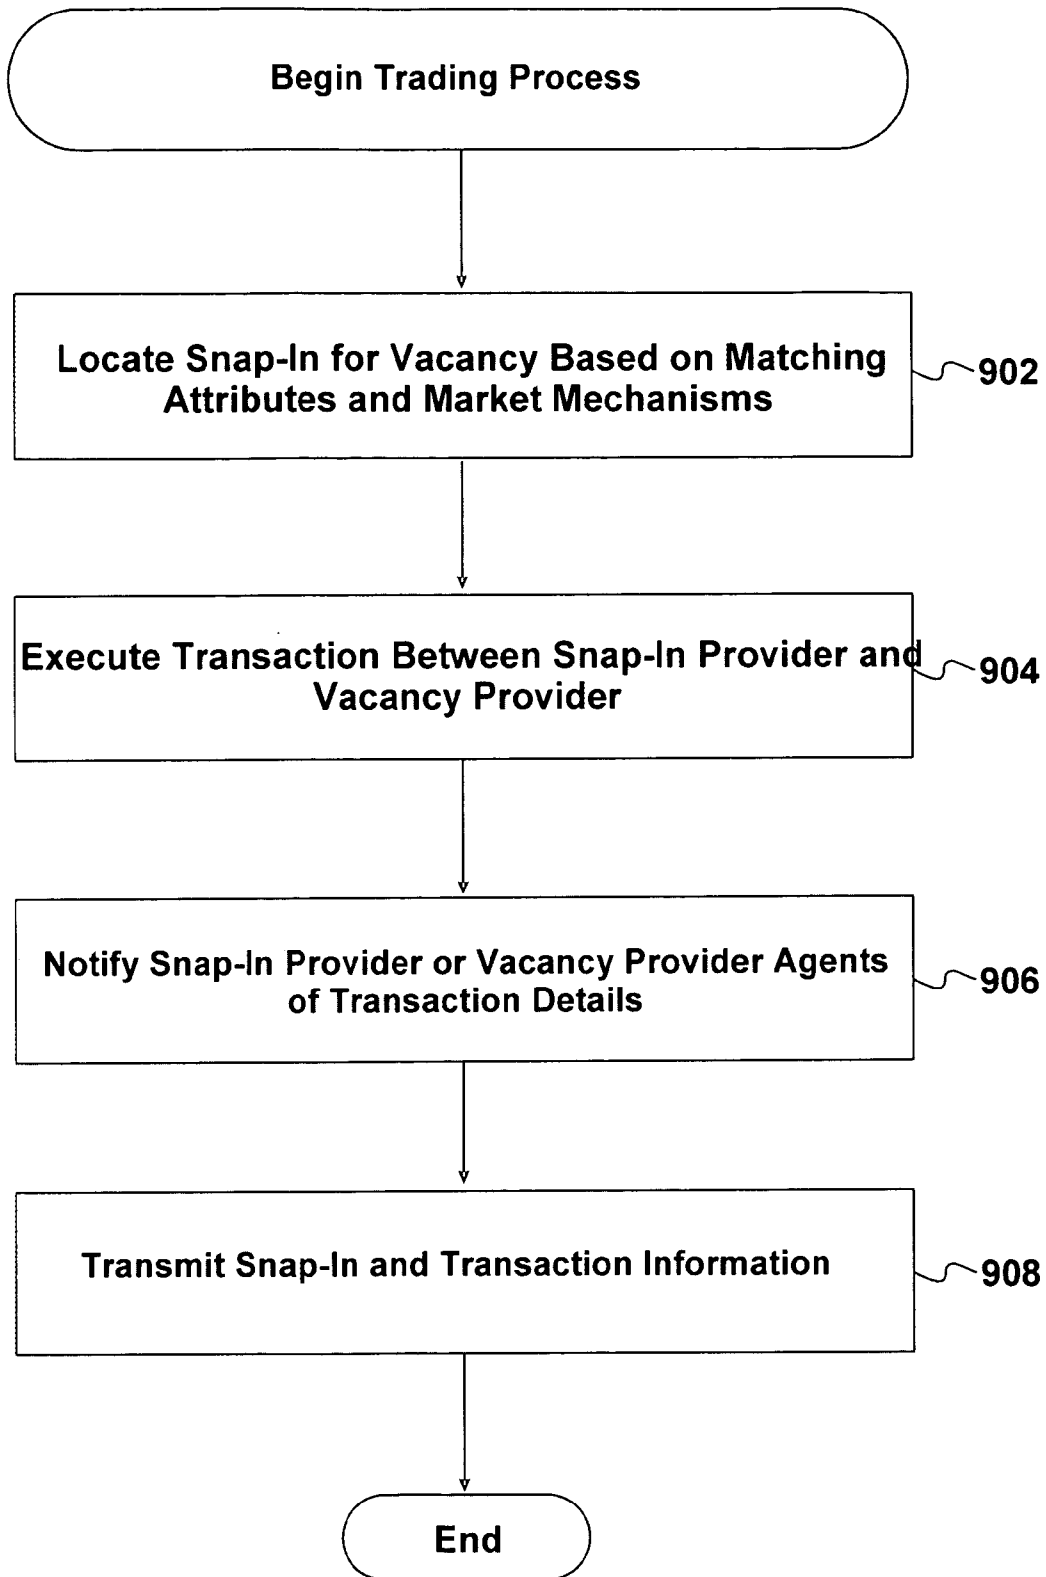 Begin Trading Process
Locate Snap-In for Vacancy Based on Matching
Attributes and Market Mechanisms
902
Execute Transaction Between Snap-In Provider and
Vacancy Provider
904
Notify Snap-In Provider or Vacancy Provider Agents
of Transaction Details
906
Transmit Snap-In and Transaction Information
908
End